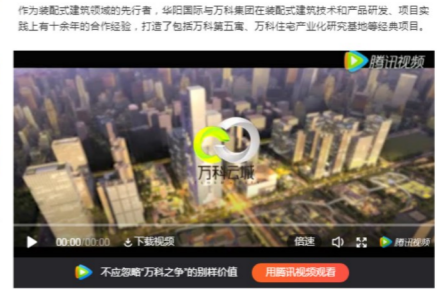 作为装配式建筑领域的先行者，华阳国际与万科集团在装配式建筑技术和产品研发、项目实
践上有十余年的合作经验，打造了包括万科第五寓、万科住宅产业化研究基地等经典项目。
腾讯视频
万科云城
00:00/00:00 下载视频 倍速 腾讯视频
不应忽略“万科之争”的别样价值 用腾讯视频观看